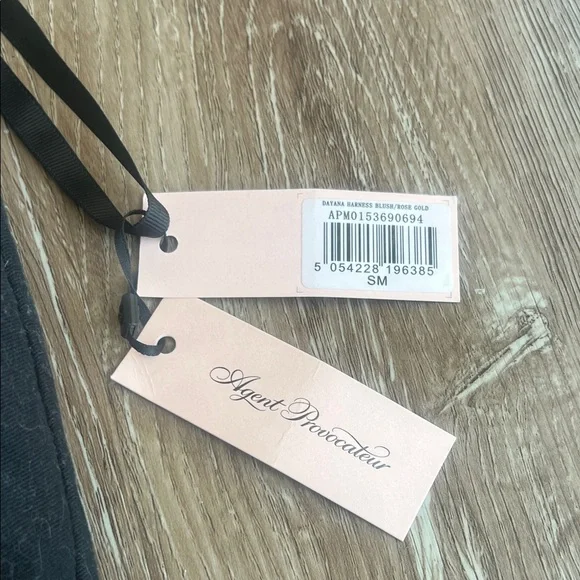 DAYANA HARNESS BLUSH/ROSE GOLD
APM0153690694
5 054228 196385
SM
Agent Provocateur